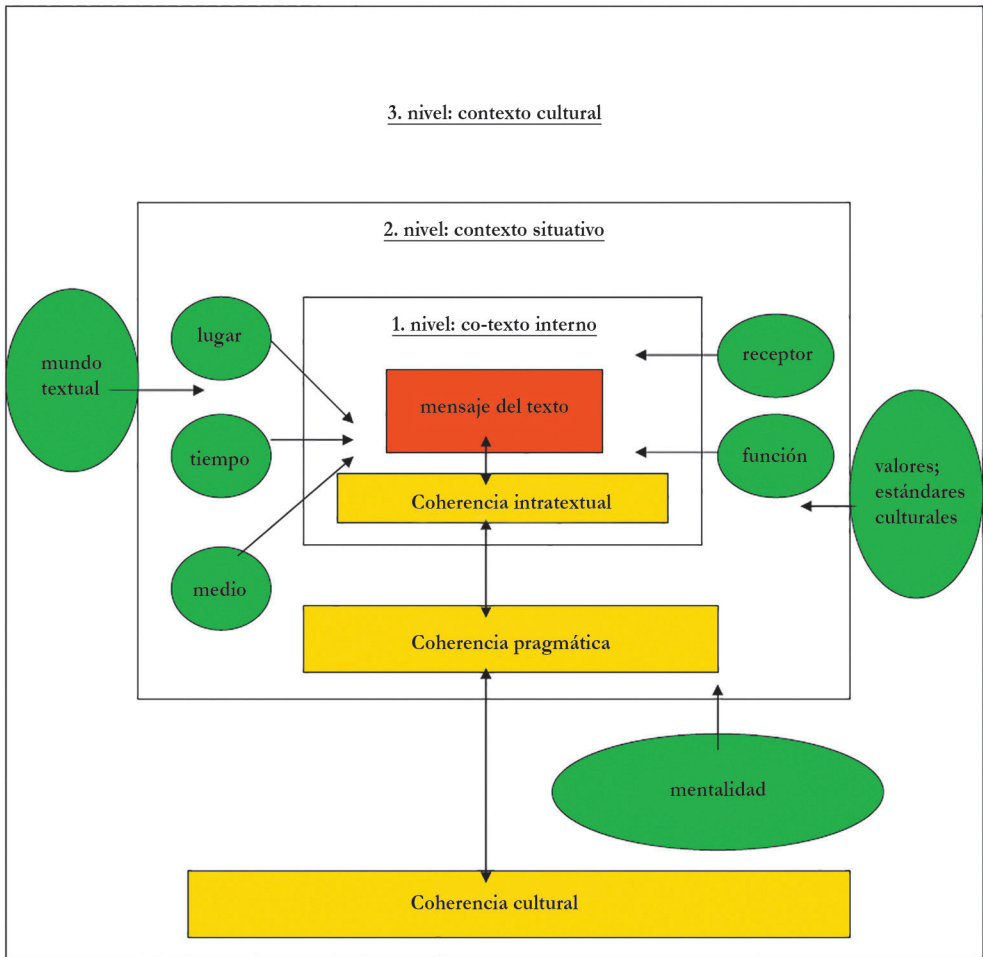 3. nivel: contexto cultural
2. nivel: contexto situativo
1. nivel: co-texto interno
lugar
receptor
mundo
textual
mensaje del texto
tiempo
función
valores;
estándares
culturales
Coherencia intratextual
medio
Coherencia pragmática
mentalidad
Coherencia cultural